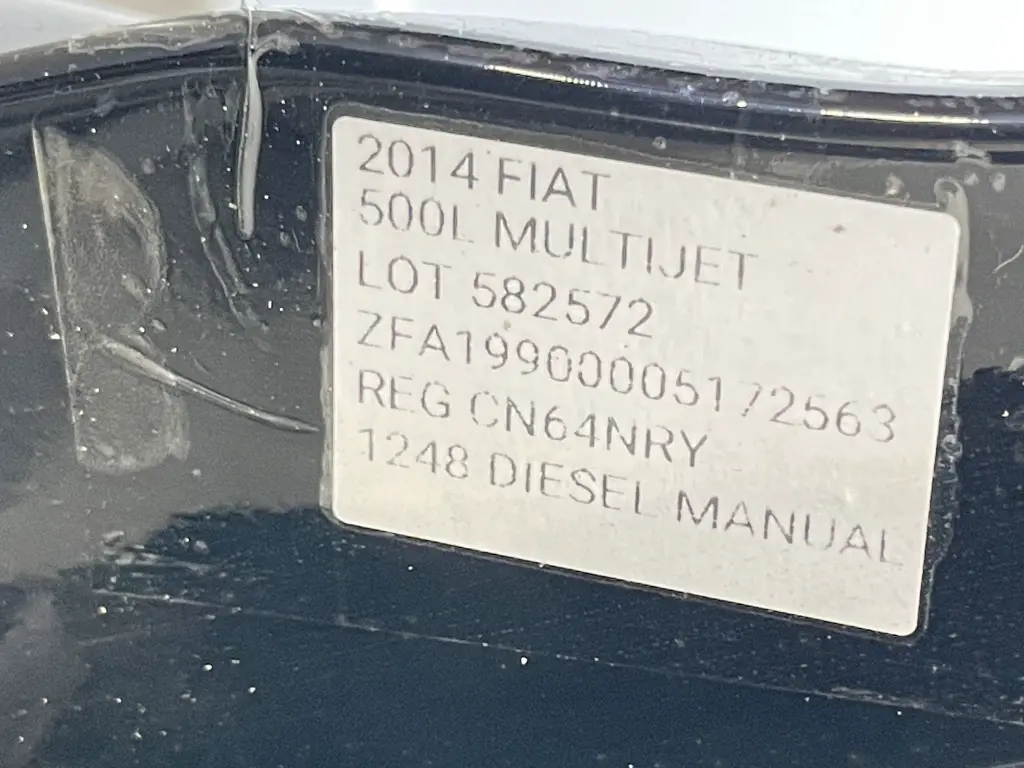 2014 FIAT
500L MULTIJET
LOT 582572
ZFA19900005172563
REG CN64NRY
1248 DIESEL MANUAL